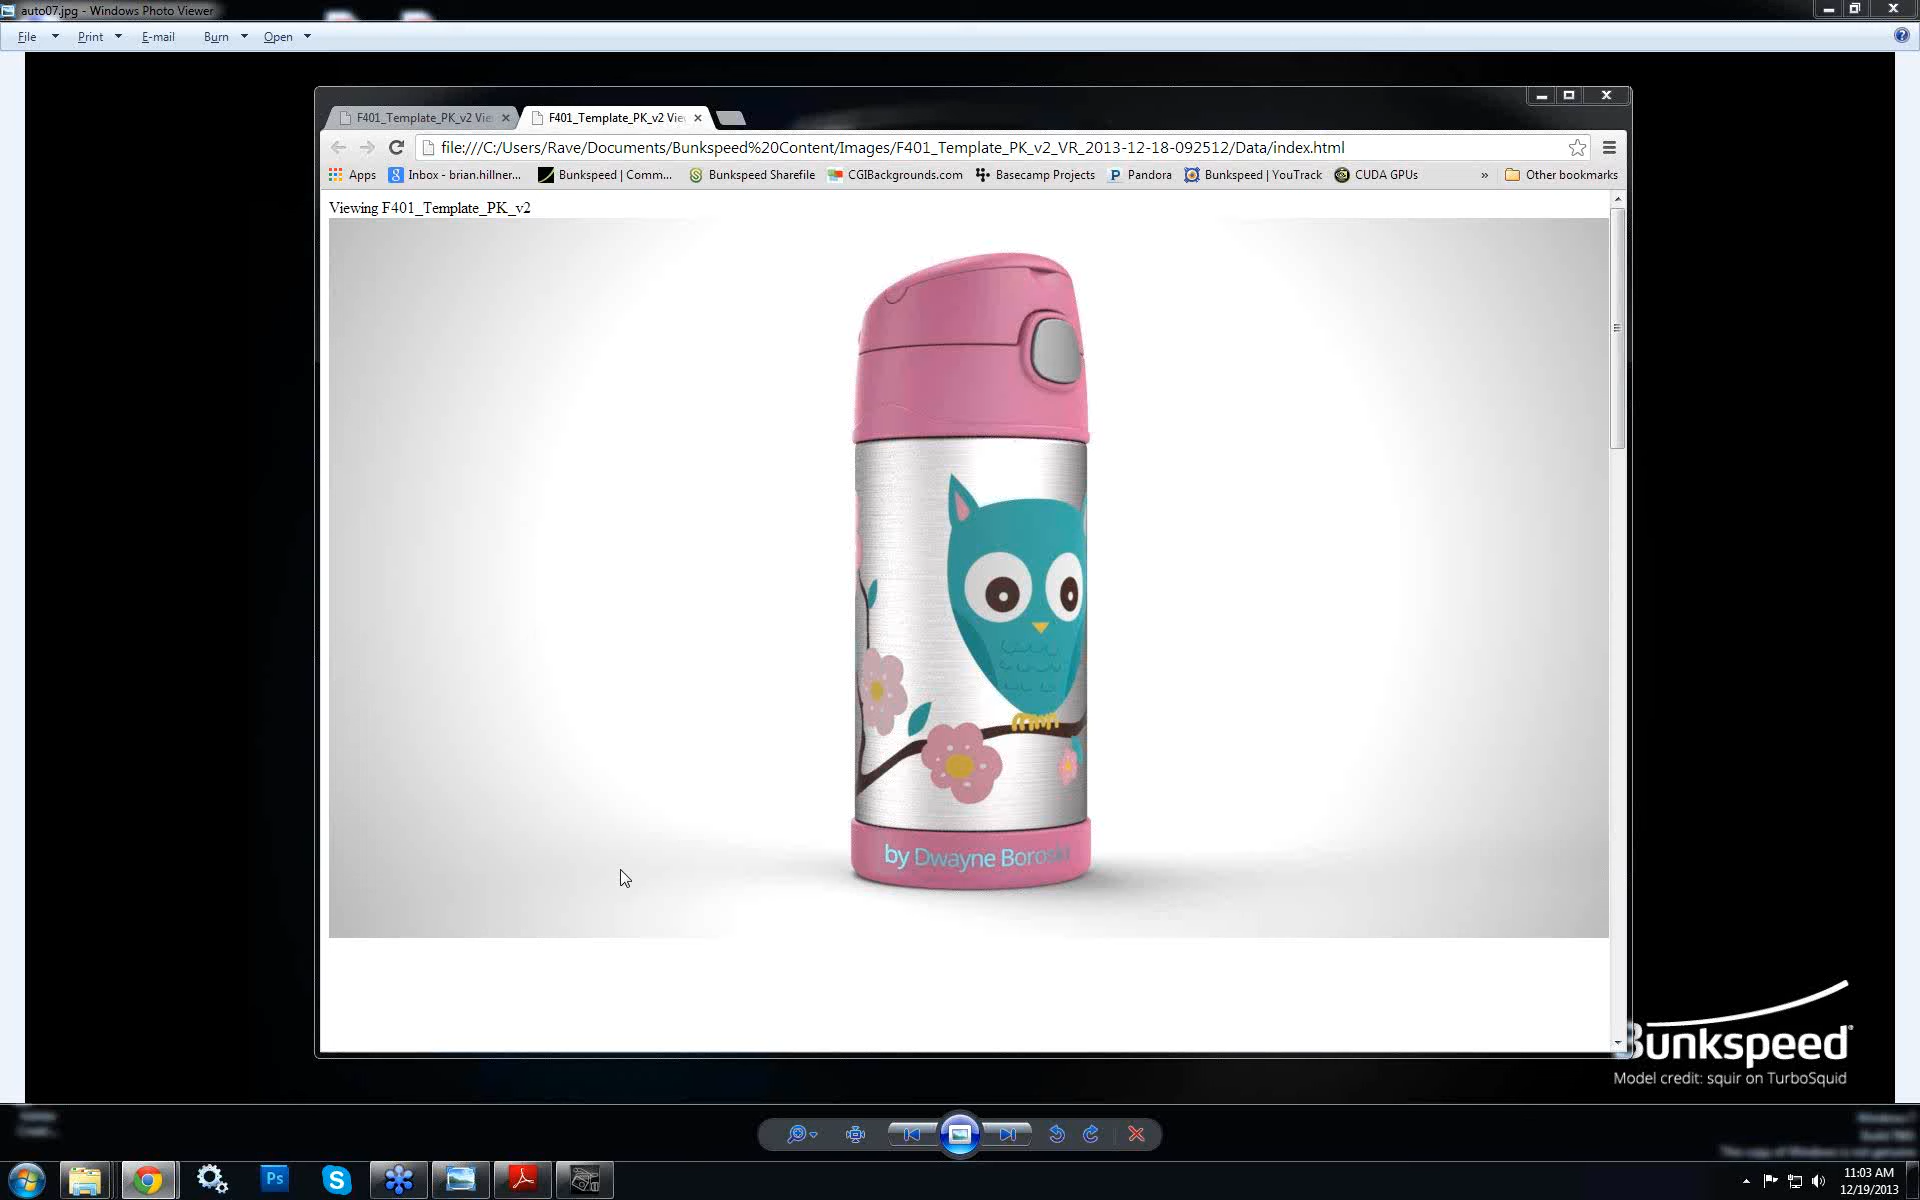 auto07.jpg - Windows Photo Viewer
File Print E-mail Burn Open
F401_Template_PK_v2 Vie
F401_Template_PK_v2 Vie
file:///C:/Users/Rave/Documents/Bunkspeed%20Content/Images/F401_Template_PK_v2_VR_2013-12-18-092512/Data/index.html
Apps Inbox - brian.hillner... Bunkspeed | Comm... Bunkspeed Sharefile CGIBackgrounds.com Basecamp Projects Pandora Bunkspeed | YouTrack CUDA GPUs » Other bookmarks
Viewing F401_Template_PK_v2
by Dwayne Boroski
Bunkspeed®
Model credit: squir on TurboSquid
Ps
11:03 AM
12/19/2013